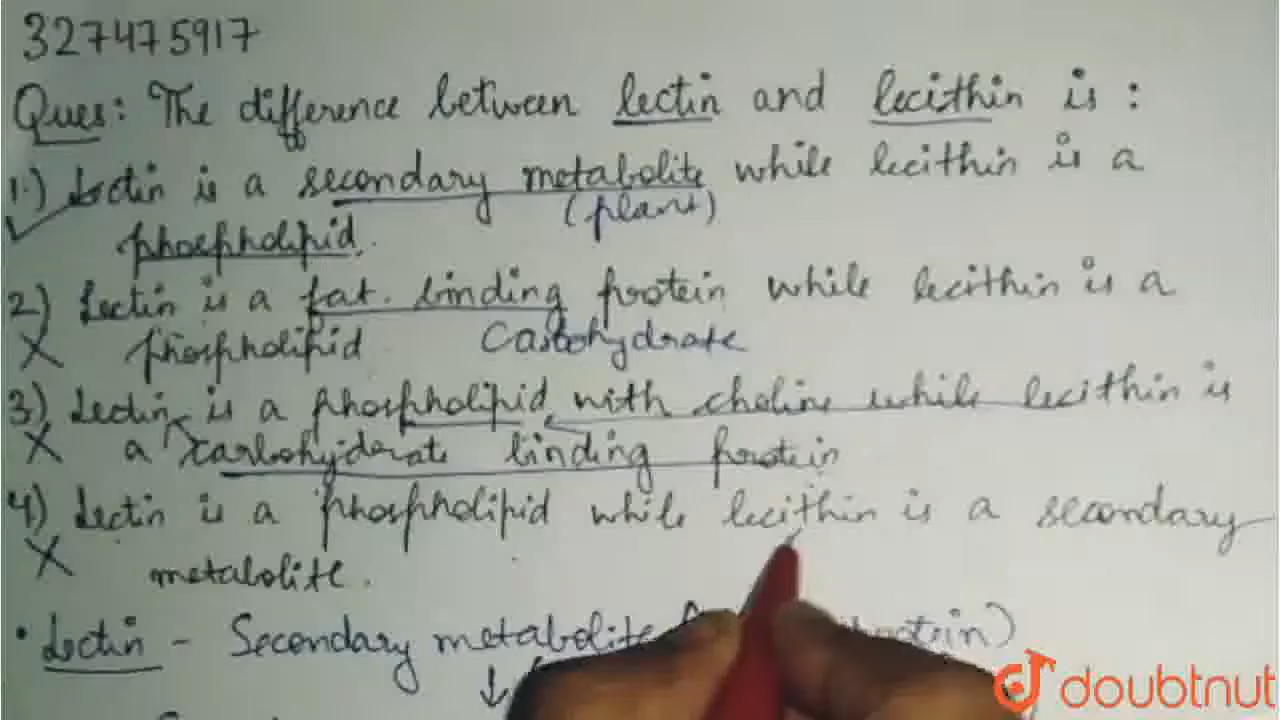 327475917
Ques: The difference between lectin and lecithin is:
1.) Lectin is a secondary metabolite while lecithin is a
(plant)
phospholipid.
2) Lectin is a fat. binding protein while lecithin is a
X phospholipid Carbohydrate
3) Lectin is a phospholipid with choline while lecithin is
X a carbohydrate binding protein
4) Lectin is a phospholipid while lecithin is a secondary
X metabolite.
• Lectin - Secondary metabolite protein)
doubtnut